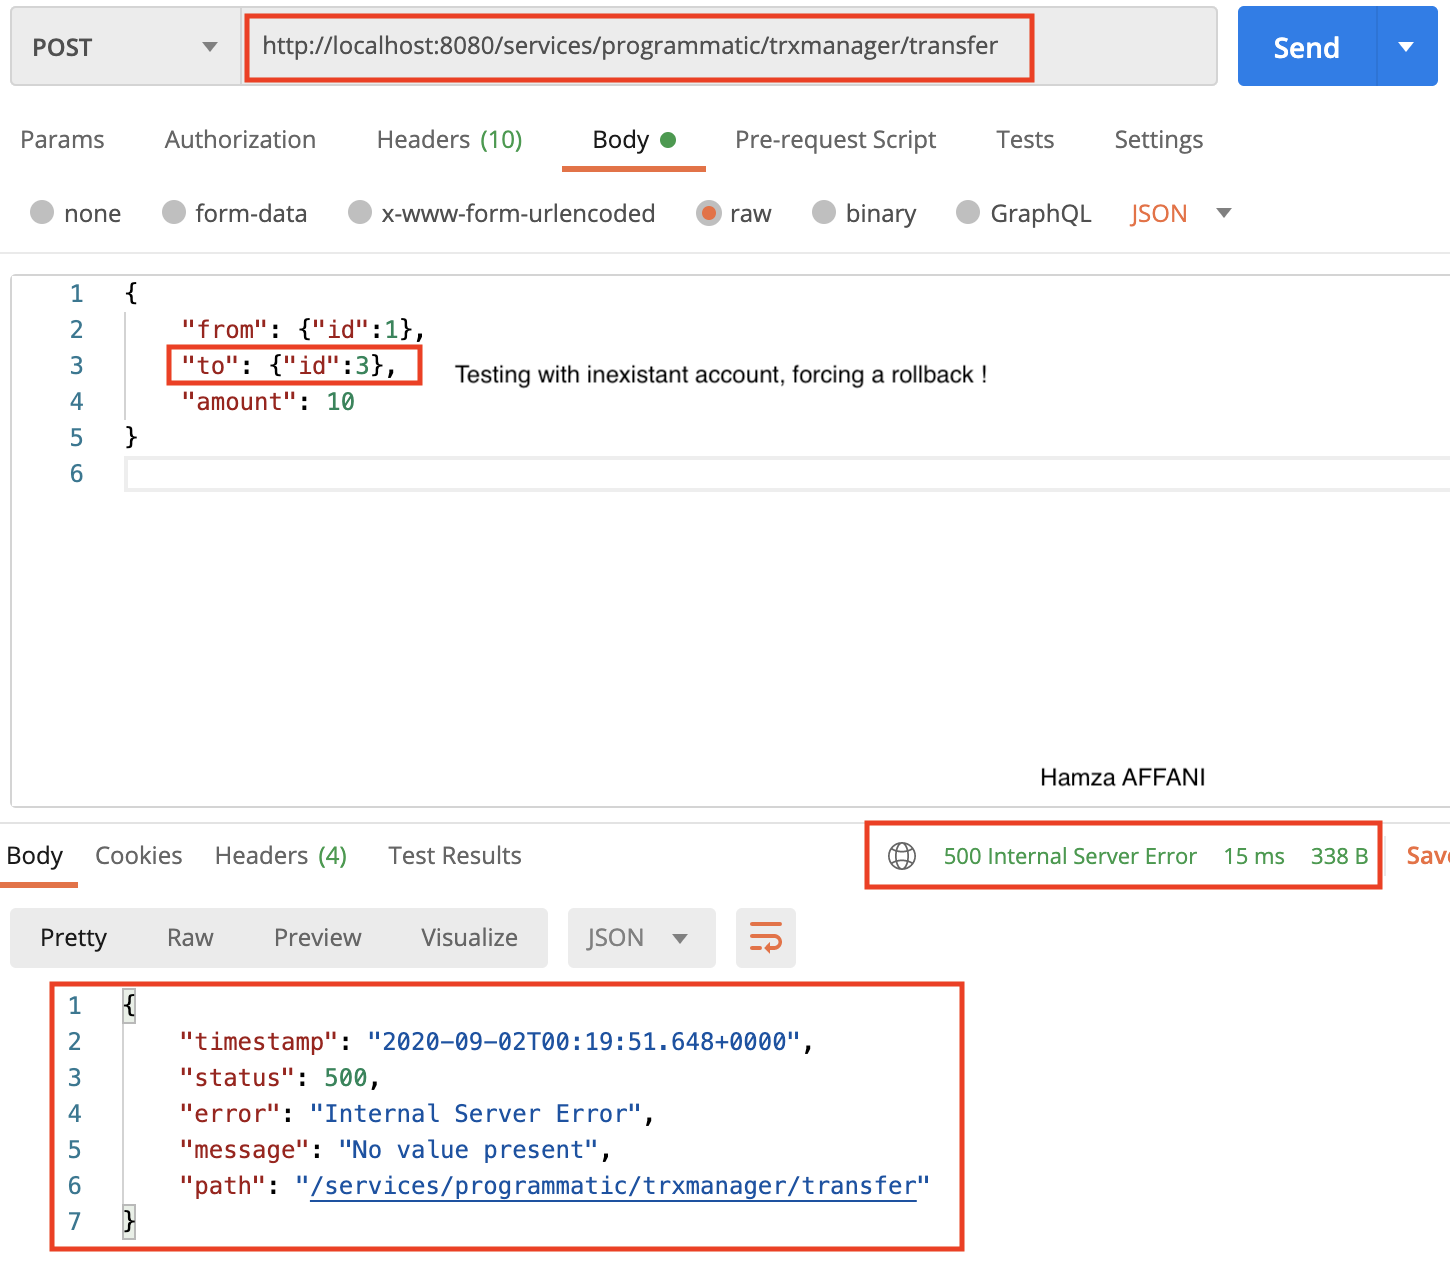 POST http://localhost:8080/services/programmatic/trxmanager/transfer Send
Params Authorization Headers (10) Body Pre-request Script Tests Settings
none form-data x-www-form-urlencoded raw binary GraphQL JSON
1 {
2 "from": {"id":1},
3 "to": {"id":3}, Testing with inexistant account, forcing a rollback !
4 "amount": 10
5 }
6
Hamza AFFANI
Body Cookies Headers (4) Test Results 500 Internal Server Error 15 ms 338 B Save
Pretty Raw Preview Visualize JSON
1 {
2 "timestamp": "2020-09-02T00:19:51.648+0000",
3 "status": 500,
4 "error": "Internal Server Error",
5 "message": "No value present",
6 "path": "/services/programmatic/trxmanager/transfer"
7 }